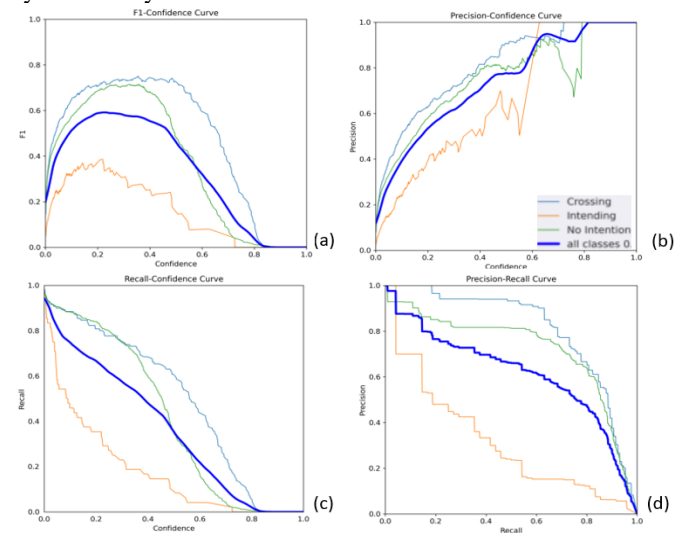 F1-Confidence Curve
1.0
0.8
0.6
0.4
0.2
0.0
F1
0.0 0.2 0.4 0.6 0.8 1.0
Confidence
(a)
Precision-Confidence Curve
1.0
0.8
0.6
0.4
0.2
0.0
Precision
Crossing
Intending
No Intention
all classes 0.
0.0 0.2 0.4 0.6 0.8 1.0
Confidence
(b)
Recall-Confidence Curve
1.0
0.8
0.6
0.4
0.2
0.0
Recall
0.0 0.2 0.4 0.6 0.8 1.0
Confidence
(c)
Precision-Recall Curve
1.0
0.8
0.6
0.4
0.2
0.0
Precision
0.0 0.2 0.4 0.6 0.8 1.0
Recall
(d)